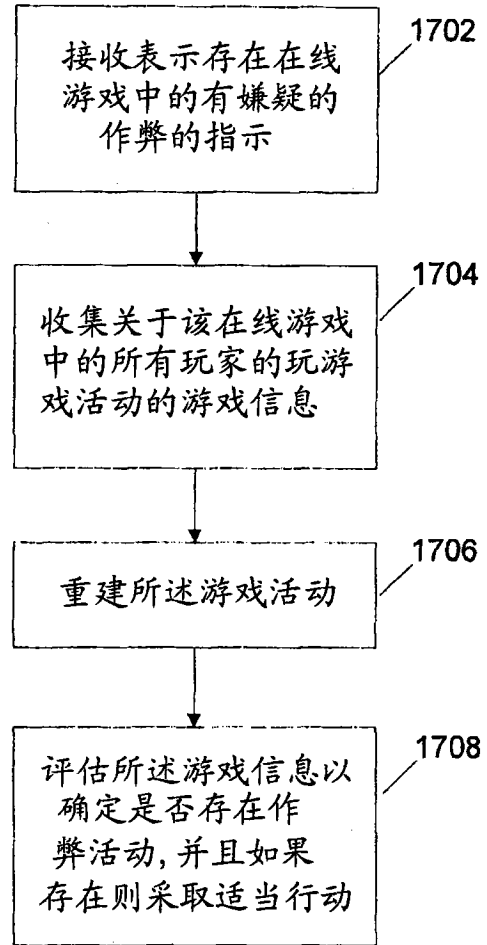 1702
接收表示存在在线
游戏中的有嫌疑的
作弊的指示
1704
收集关于该在线游戏
中的所有玩家的玩游
戏活动的游戏信息
1706
重建所述游戏活动
1708
评估所述游戏信息以
确定是否存在作
弊活动,并且如果
存在则采取适当行动